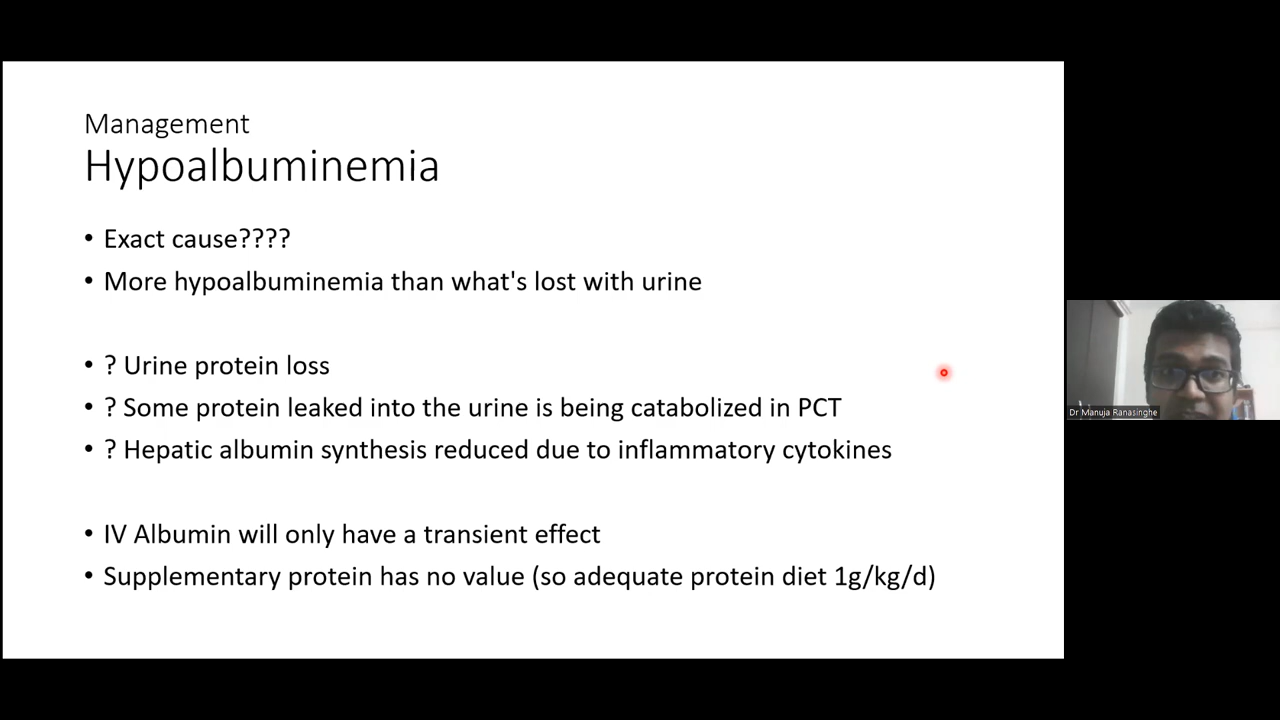 Management
Hypoalbuminemia
• Exact cause????
• More hypoalbuminemia than what's lost with urine
• ? Urine protein loss
• ? Some protein leaked into the urine is being catabolized in PCT
• ? Hepatic albumin synthesis reduced due to inflammatory cytokines
• IV Albumin will only have a transient effect
• Supplementary protein has no value (so adequate protein diet 1g/kg/d)
Dr Manuja Ranasinghe